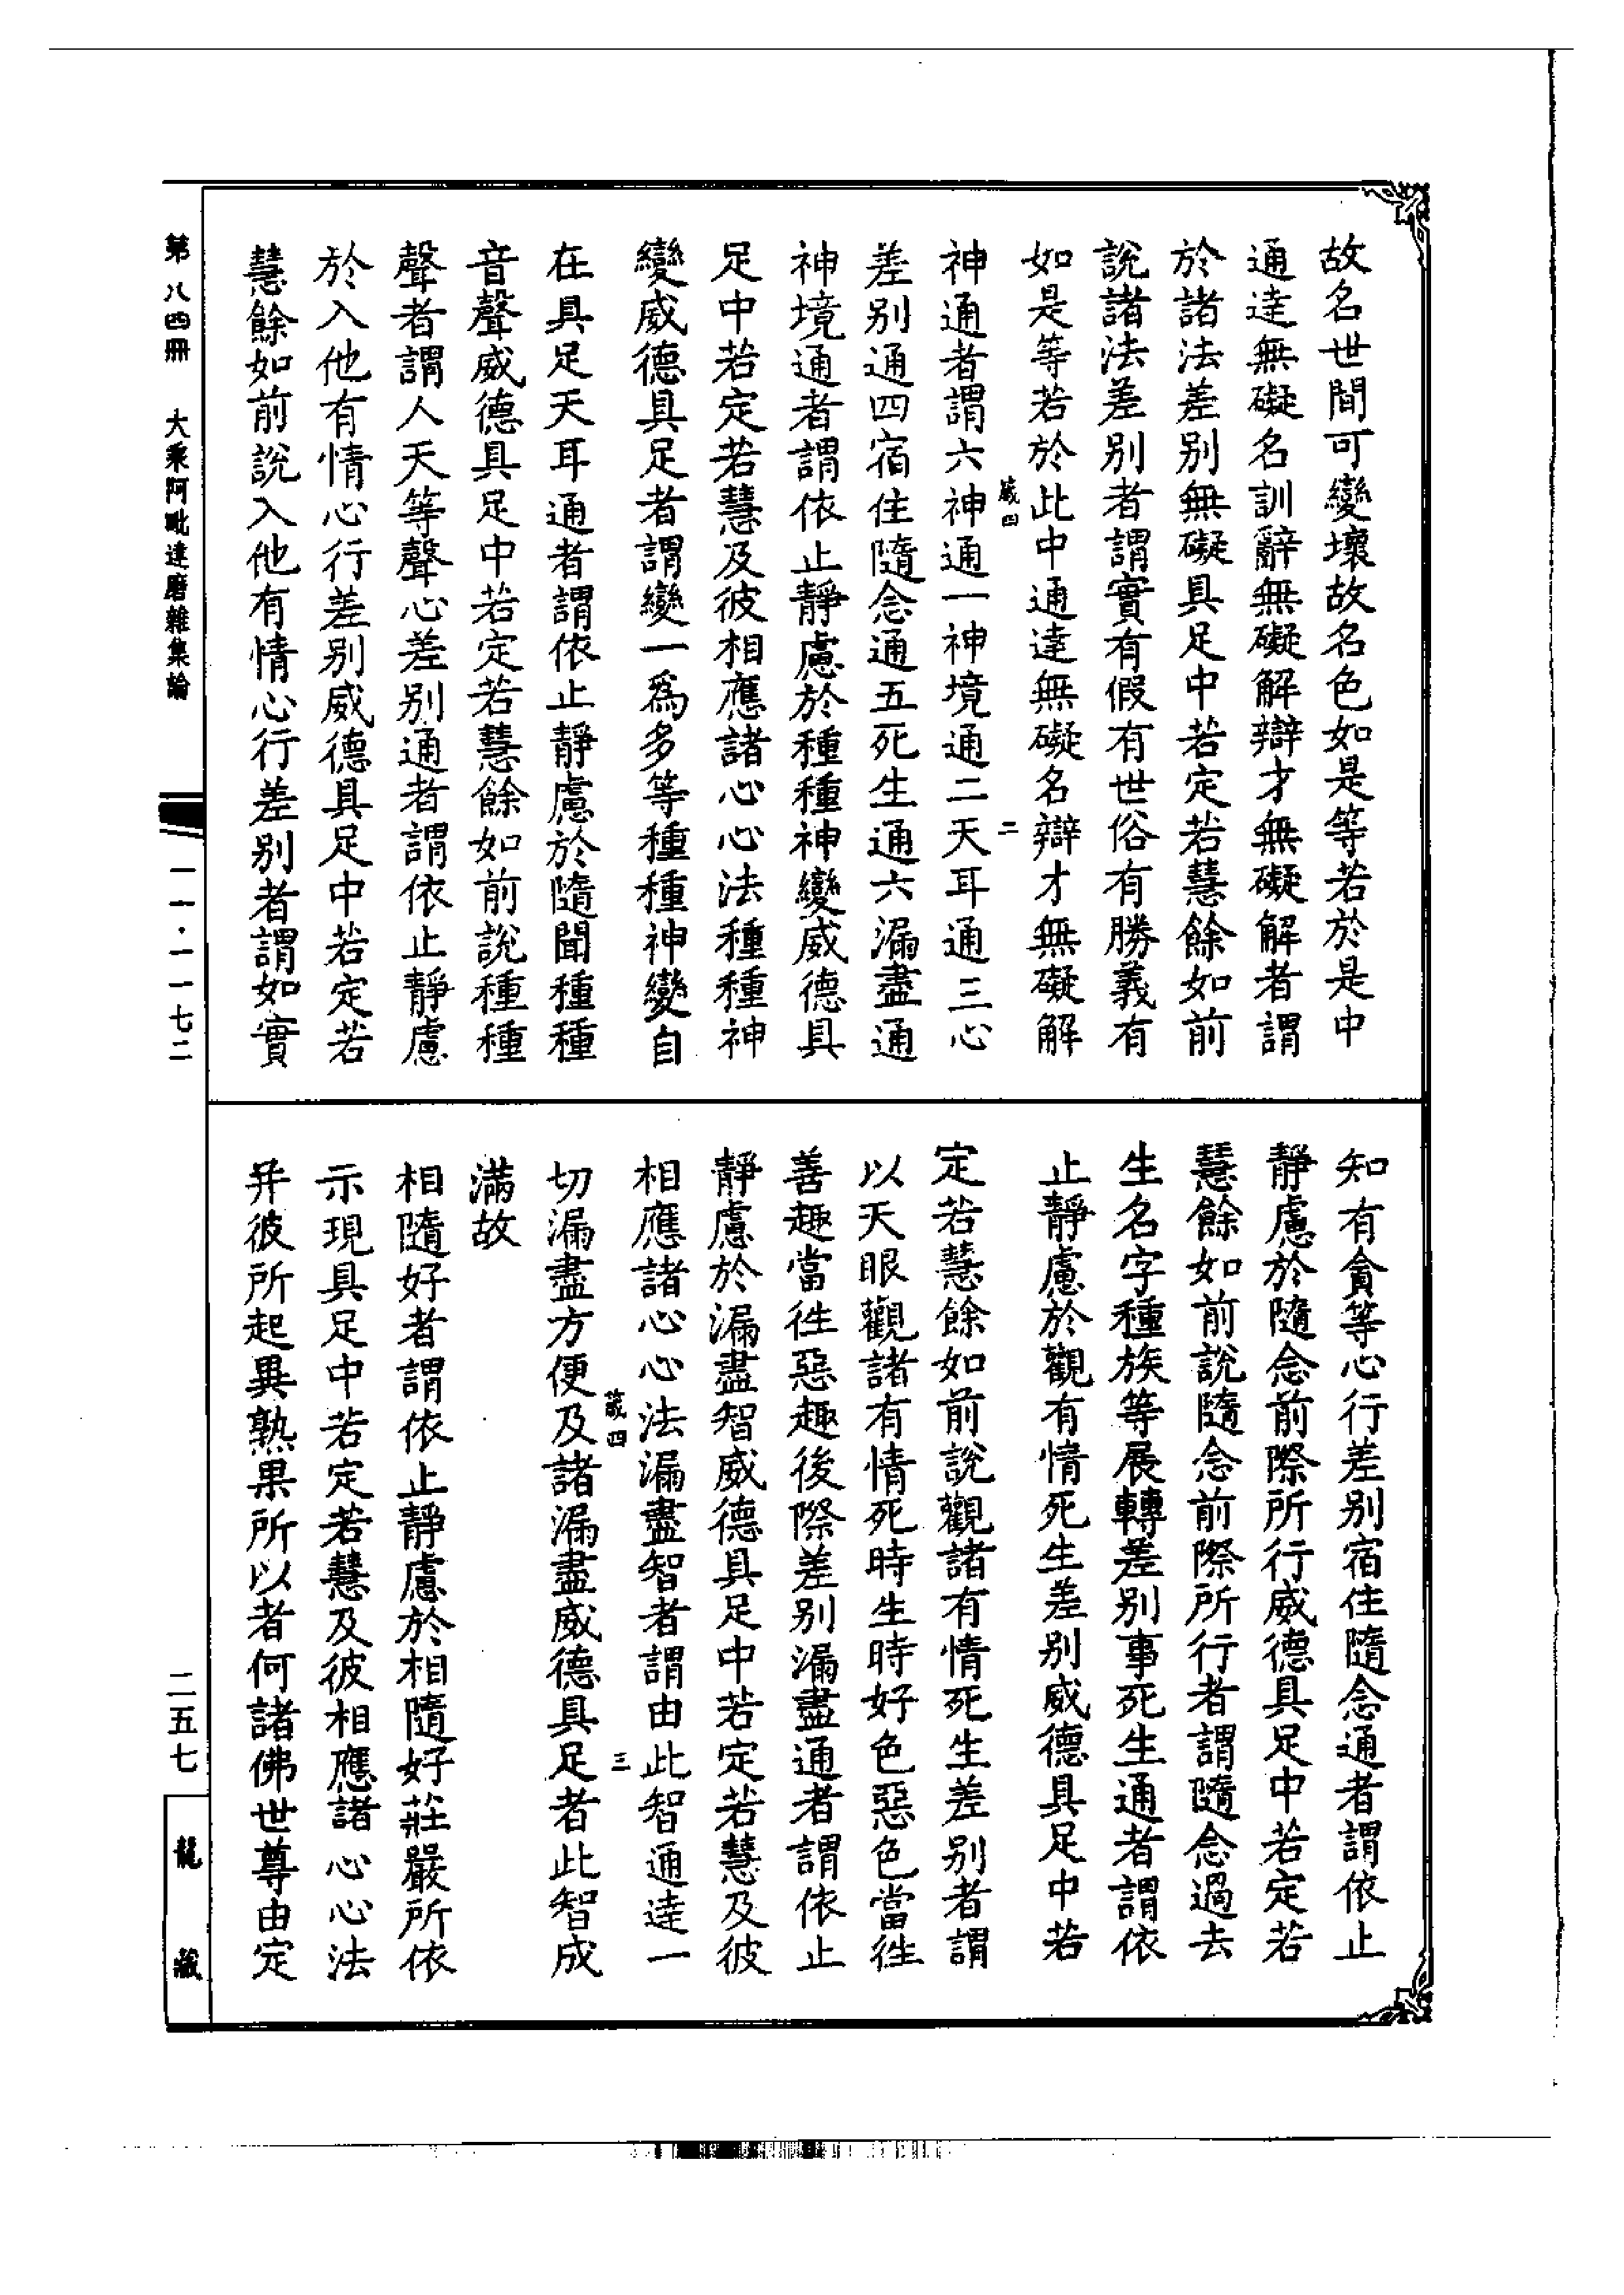 故名世間可變壞故名色如是等若於是中
通達無礙名訓辭無礙解辯才無礙解者謂
於諸法差别無礙具足中若定若慧餘如前
說諸法差别者謂實有假有世俗有勝義有
如是等若於此中通達無礙名辯才無礙解
箴四
二
神通者謂六神通一神境通二天耳通三心
差别通四宿住隨念通五死生通六漏盡通
神境通者謂依止靜慮於種種神變威德具
足中若定若慧及彼相應諸心心法種種神
變威德具足者謂變一為多等種種神變自
在具足天耳通者謂依止靜慮於隨聞種種
音聲威德具足中若定若慧餘如前說種種
聲者謂人天等聲心差别通者謂依止靜慮
於入他有情心行差别威德具足中若定若
慧餘如前說入他有情心行差别者謂如實
知有貪等心行差别宿住隨念通者謂依止
靜慮於隨念前際所行威德具足中若定若
慧餘如前說隨念前際所行者謂隨念過去
生名字種族等展轉差别事死生通者謂依
止靜慮於觀有情死生差别威德具足中若
定若慧餘如前說觀諸有情死生差别者謂
以天眼觀諸有情死時生時好色惡色當徃
善趣當徃惡趣後際差别漏盡通者謂依止
靜慮於漏盡智威德具足中若定若慧及彼
相應諸心心法漏盡智者謂由此智通達一
箴四
三
切漏盡方便及諸漏盡威德具足者此智成
滿故
相隨好者謂依止靜慮於相隨好莊嚴所依
示現具足中若定若慧及彼相應諸心心法
并彼所起異熟果所以者何諸佛世尊由定
第八四冊 大乘阿毗達磨雜集論
一一·一一七二
二五七
龍藏